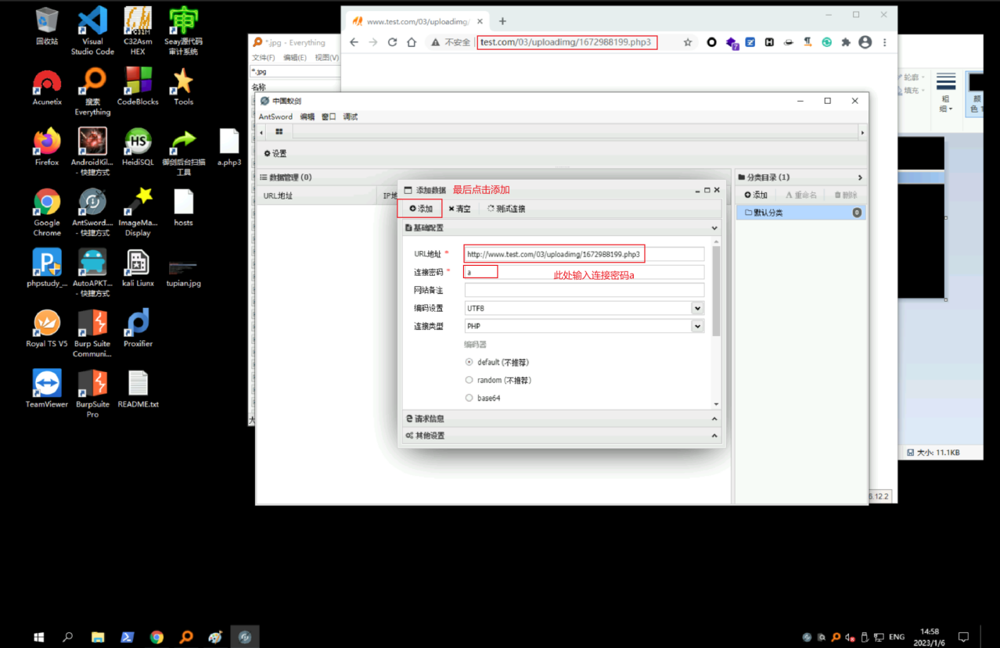 回收站
Visual
Studio Code
C32Asm
HEX
Seay源代码
审计系统
Acunetix
搜索
Everything
CodeBlocks
Tools
Firefox
AndroidKil...
- 快捷方式
HeidiSQL
御剑后台扫描
工具
a.php3
Google
Chrome
AntSword....
- 快捷方式
ImageMa...
Display
hosts
phpstudy_...
AutoAPKT...
- 快捷方式
kali Liunx
tupian.jpg
Royal TS V5
Burp Suite
Communi...
Proxifier
TeamViewer
BurpSuite
Pro
README.txt
*.jpg - Everything
文件(F) 编辑(E) 视图(V)
*.jpg
名称
www.test.com/03/uploadimg/
不安全
test.com/03/uploadimg/1672988199.php3
7
中国蚁剑
AntSword 编辑 窗口 调试
设置
数据管理 (0)
URL地址
IP地
分类目录 (1)
添加 重命名 删除
默认分类 0
添加数据 最后点击添加
添加 清空 测试连接
基础配置
URL地址 * http://www.test.com/03/uploadimg/1672988199.php3
连接密码 * a 此处输入连接密码a
网站备注
编码设置 UTF8
连接类型 PHP
编码器
default (不推荐)
random (不推荐)
base64
请求信息
其他设置
轮廓
填充
粗
细
颜
色
大小: 11.1KB
6.12.2
ENG
14:58
2023/1/6